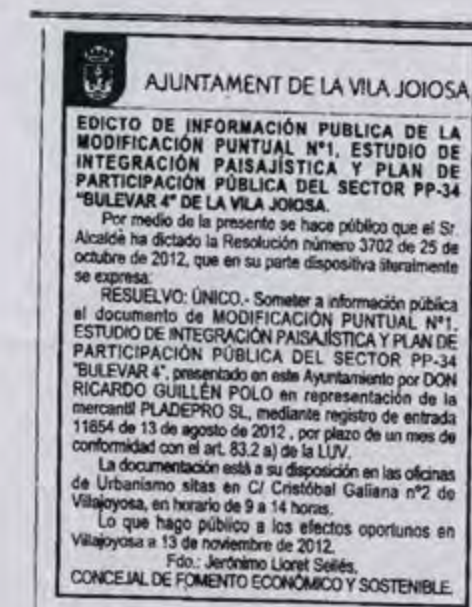 AJUNTAMENT DE LA VILA JOIOSA
EDICTO DE INFORMACIÓN PUBLICA DE LA
MODIFICACIÓN PUNTUAL Nº1, ESTUDIO DE
INTEGRACIÓN PAISAJÍSTICA Y PLAN DE
PARTICIPACIÓN PÚBLICA DEL SECTOR PP-34
"BULEVAR 4" DE LA VILA JOIOSA.
Por medio de la presente se hace público que el Sr.
Alcalde ha dictado la Resolución número 3702 de 25 de
octubre de 2012, que en su parte dispositiva literalmente
se expresa:
RESUELVO: ÚNICO.- Someter a información pública
el documento de MODIFICACIÓN PUNTUAL Nº1,
ESTUDIO DE INTEGRACIÓN PAISAJÍSTICA Y PLAN DE
PARTICIPACIÓN PÚBLICA DEL SECTOR PP-34
"BULEVAR 4", presentado en este Ayuntamiento por DON
RICARDO GUILLÉN POLO en representación de la
mercantil PLADEPRO SL, mediante registro de entrada
11854 de 13 de agosto de 2012 , por plazo de un mes de
conformidad con el art. 83.2 a) de la LUV.
La documentación está a su disposición en las oficinas
de Urbanismo sitas en C/ Cristóbal Galiana nº2 de
Villajoyosa, en horario de 9 a 14 horas.
Lo que hago público a los efectos oportunos en
Villajoyosa a 13 de noviembre de 2012.
Fdo.: Jerónimo Lloret Sellés,
CONCEJAL DE FOMENTO ECONÓMICO Y SOSTENIBLE.